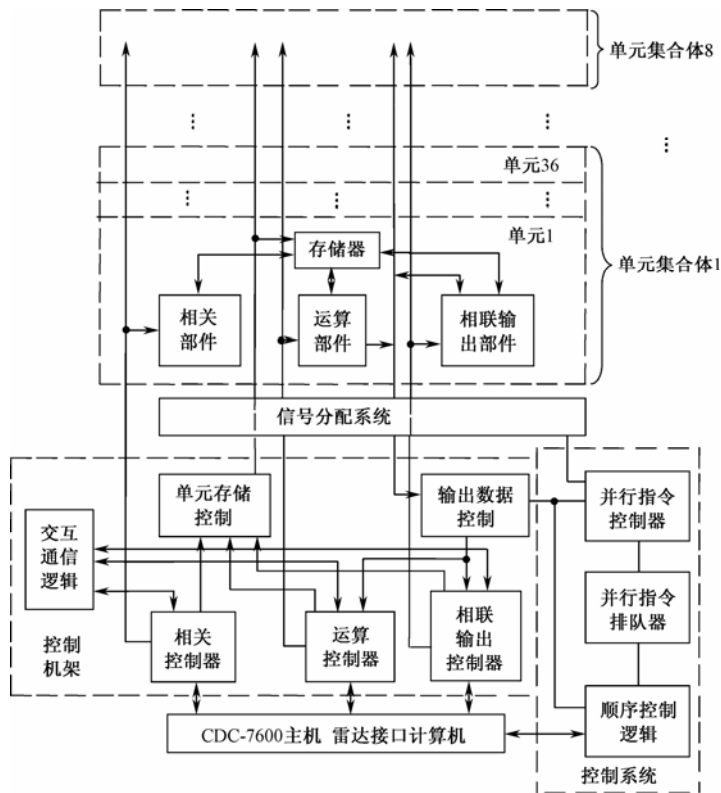 单元集合体8
单元36
单元1
存储器
单元集合体1
相关
部件
运算
部件
相联输
出部件
信号分配系统
单元存储
控制
输出数据
控制
并行指令
控制器
交互
通信
逻辑
并行指令
排队器
相关
控制器
运算
控制器
相联
输出
控制器
控制
机架
顺序控制
逻辑
CDC-7600主机 雷达接口计算机
控制系统